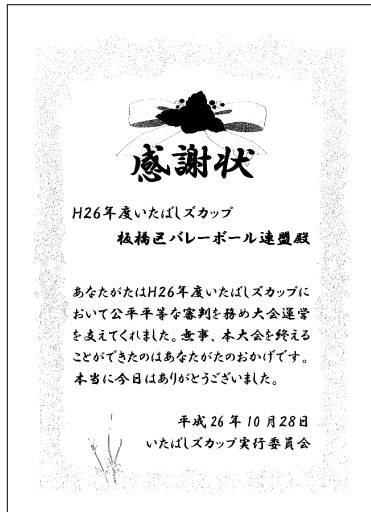 感謝状
H26年度いたばしズカップ
板橋区バレーボール連盟殿
あなたがたはH26年度いたばしズカップに
おいて公平平等な審判を務め大会運営
を支えてくれました。無事、本大会を終える
ことができたのはあなたがたのおかげです。
本当に今日はありがとうございました。
平成26年10月28日
いたばしズカップ実行委員会